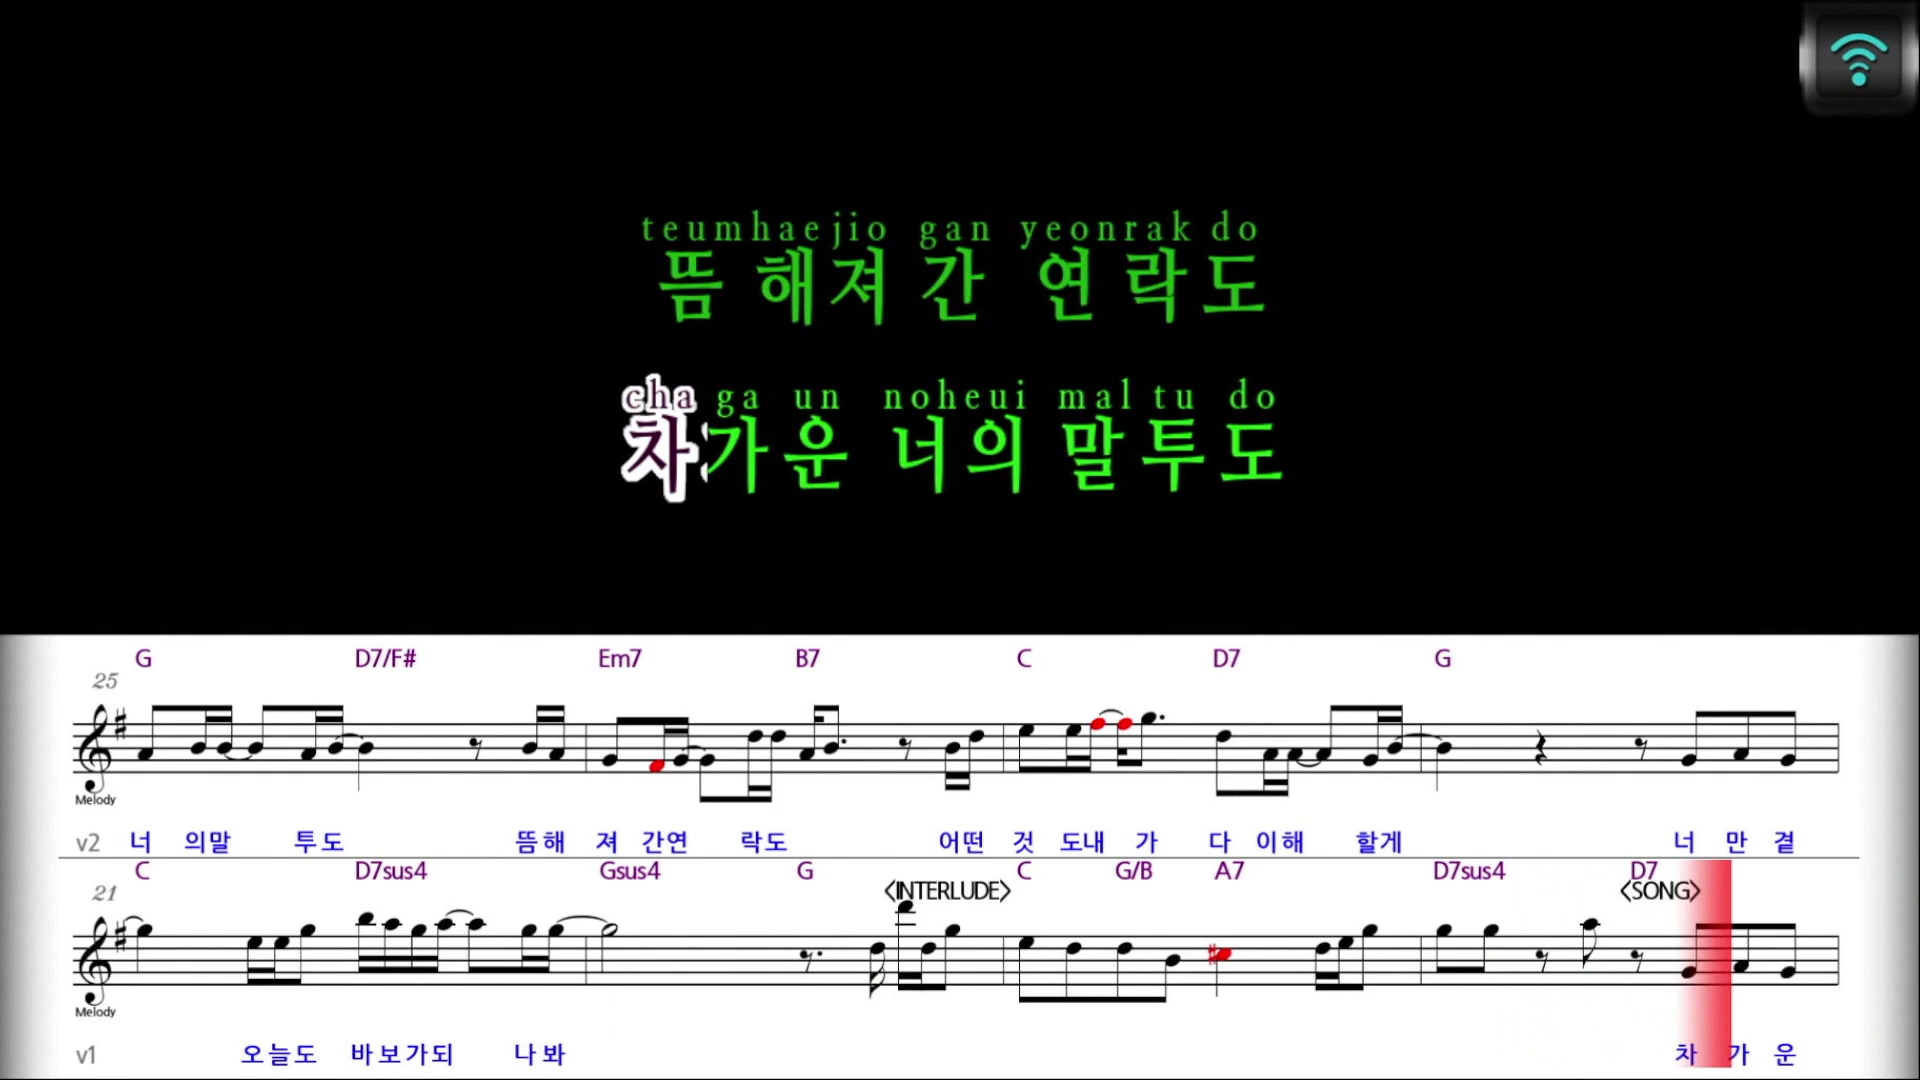 teumhaejio gan yeonrak do
뜸 해져 간 연락도
cha ga un noheui mal tu do
차가운 너의 말투도
G D7/F# Em7 B7 C D7 G
25
Melody
v2 너 의말 투도 뜸해 져 간연 락도 어떤 것 도내 가 다 이해 할게 너 만 곁
C D7sus4 Gsus4 G <INTERLUDE> C G/B A7 D7sus4 D7 <SONG>
21
Melody
v1 오늘도 바보가되 나봐 차 가 운